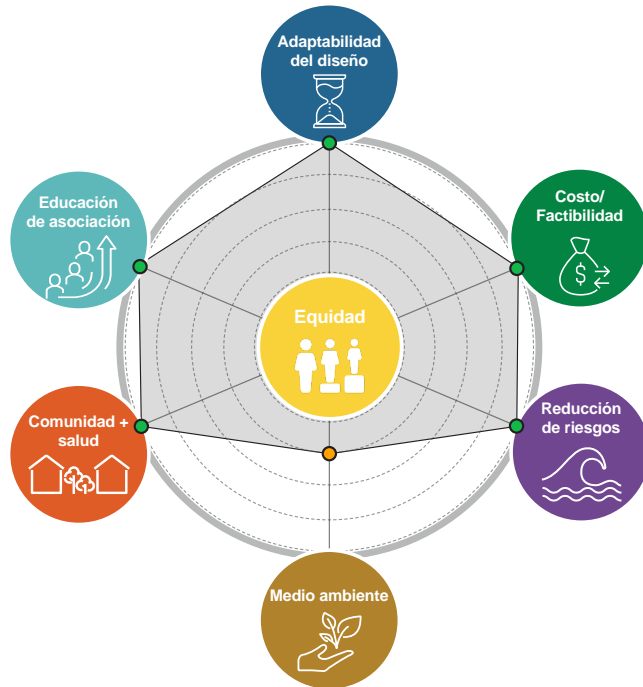 Adaptabilidad
del diseño
Educación
de asociación
Costo/
Factibilidad
$
Equidad
Comunidad +
salud
Reducción
de riesgos
Medio ambiente